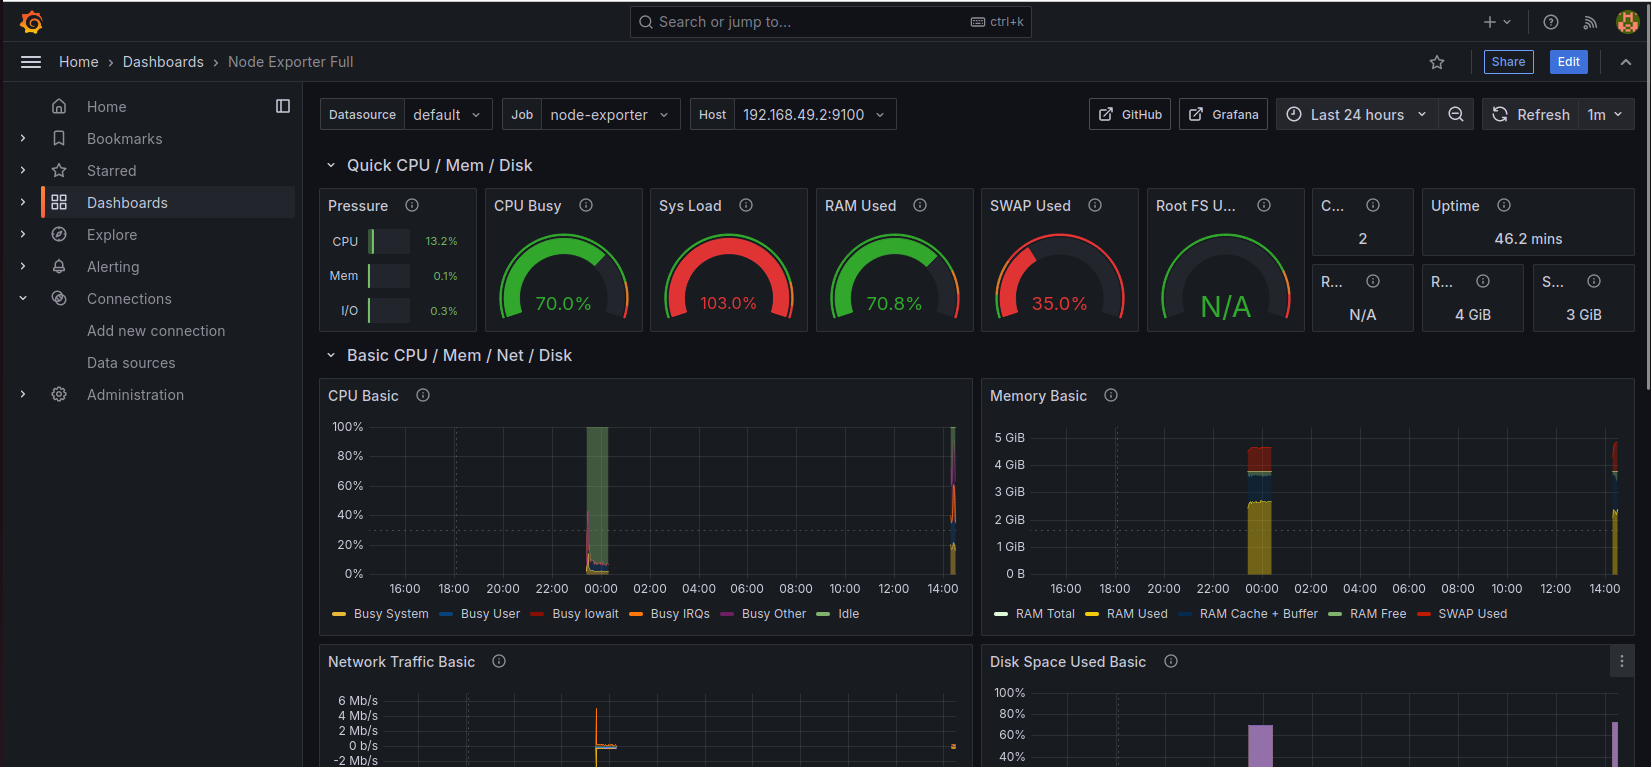 Search or jump to...
ctrl+k
Home
Dashboards
Node Exporter Full
Share
Edit
Home
Bookmarks
Starred
Dashboards
Explore
Alerting
Connections
Add new connection
Data sources
Administration
Datasource default
Job node-exporter
Host 192.168.49.2:9100
GitHub
Grafana
Last 24 hours
Refresh
1m
Quick CPU / Mem / Disk
Pressure
CPU 13.2%
Mem 0.1%
I/O 0.3%
CPU Busy
70.0%
Sys Load
103.0%
RAM Used
70.8%
SWAP Used
35.0%
Root FS U...
N/A
C...
2
Uptime
46.2 mins
R...
N/A
R...
4 GiB
S...
3 GiB
Basic CPU / Mem / Net / Disk
CPU Basic
100%
80%
60%
40%
20%
0%
16:00 18:00 20:00 22:00 00:00 02:00 04:00 06:00 08:00 10:00 12:00 14:00
Busy System Busy User Busy Iowait Busy IRQs Busy Other Idle
Memory Basic
5 GiB
4 GiB
3 GiB
2 GiB
1 GiB
0 B
16:00 18:00 20:00 22:00 00:00 02:00 04:00 06:00 08:00 10:00 12:00 14:00
RAM Total RAM Used RAM Cache + Buffer RAM Free SWAP Used
Network Traffic Basic
6 Mb/s
4 Mb/s
2 Mb/s
0 b/s
-2 Mb/s
Disk Space Used Basic
100%
80%
60%
40%